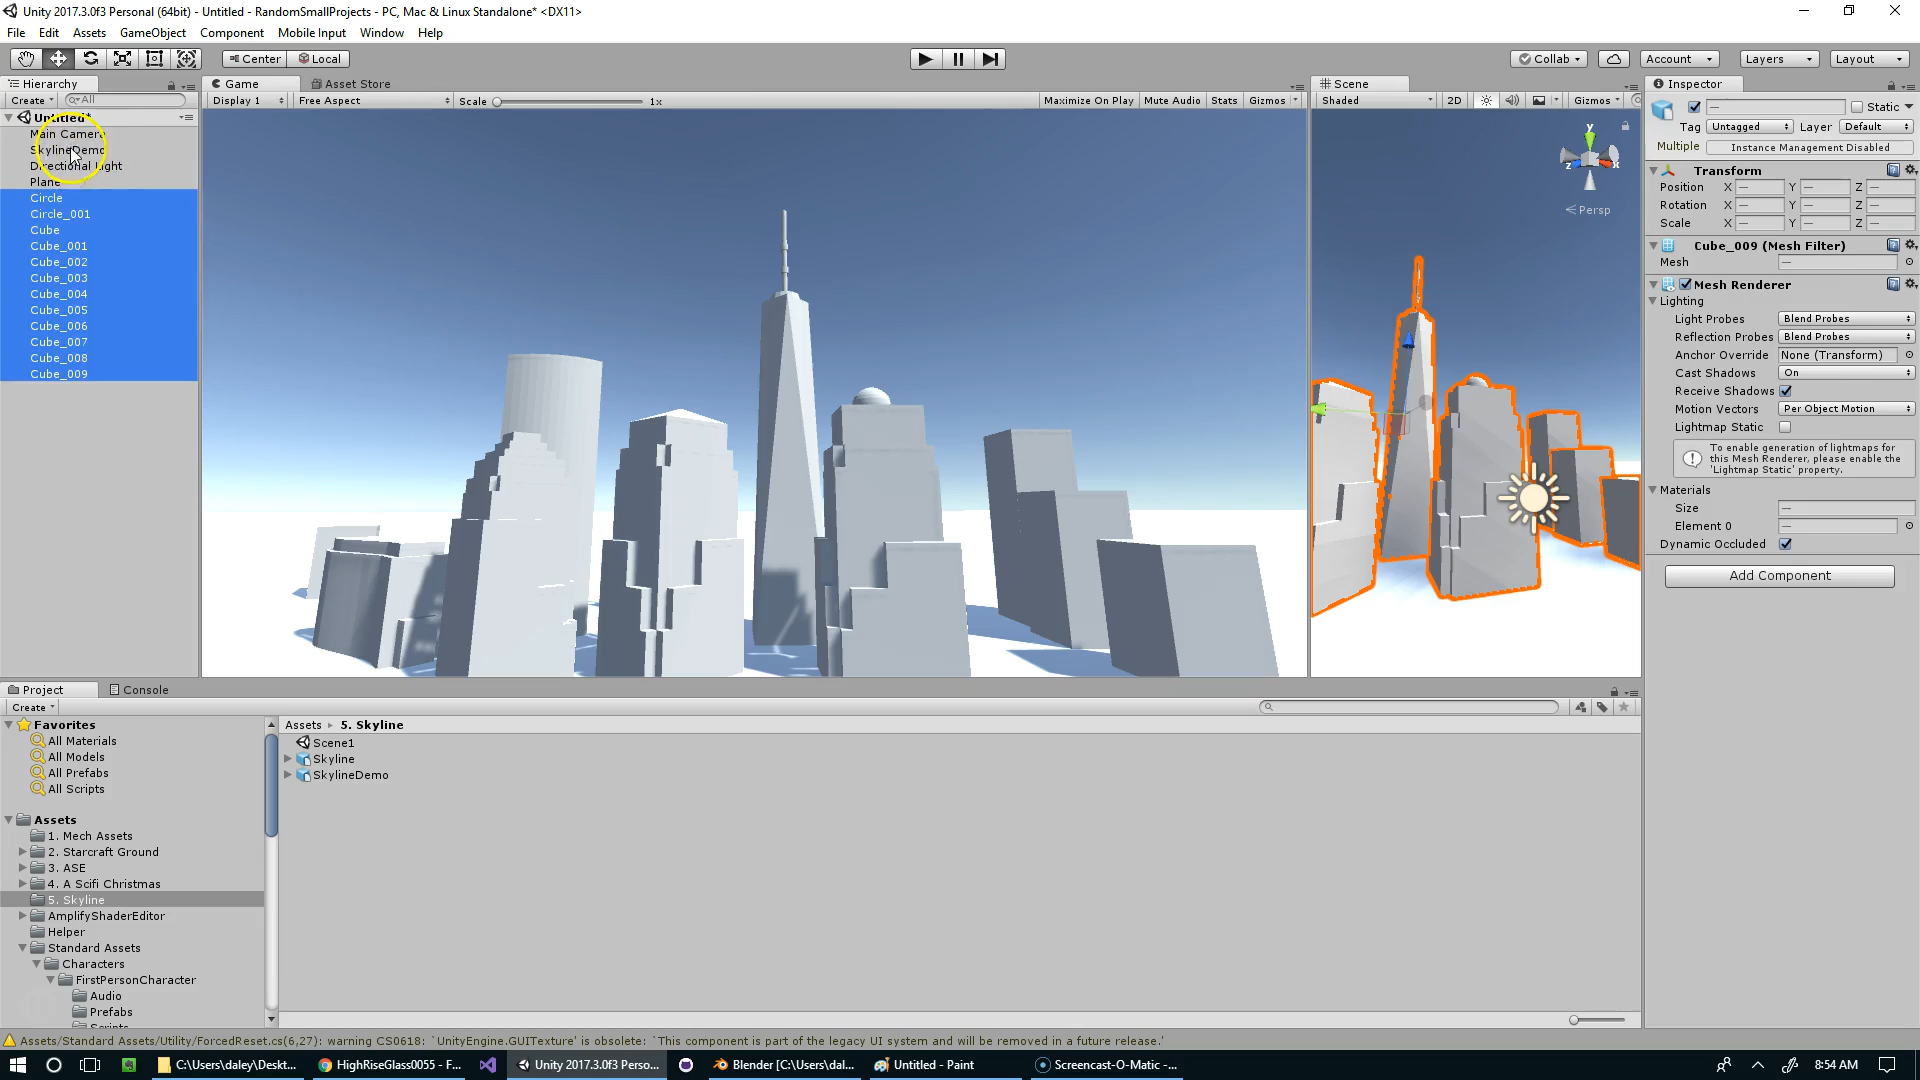 Unity 2017.3.0f3 Personal (64bit) - Untitled - RandomSmallProjects - PC, Mac & Linux Standalone* <DX11>
File Edit Assets GameObject Component Mobile Input Window Help
Center Local Collab Account Layers Layout
Hierarchy
Create All
Untitled*
Main Camera
SkylineDemo
Directional Light
Plane
Circle
Circle_001
Cube
Cube_001
Cube_002
Cube_003
Cube_004
Cube_005
Cube_006
Cube_007
Cube_008
Cube_009
Game Asset Store
Display 1 Free Aspect Scale 1x Maximize On Play Mute Audio Stats Gizmos
Scene
Shaded 2D Gizmos
y
z x
Persp
Inspector
— Static
Tag Untagged Layer Default
Multiple Instance Management Disabled
Transform
Position X — Y — Z —
Rotation X — Y — Z —
Scale X — Y — Z —
Cube_009 (Mesh Filter)
Mesh —
Mesh Renderer
Lighting
Light Probes Blend Probes
Reflection Probes Blend Probes
Anchor Override None (Transform)
Cast Shadows On
Receive Shadows
Motion Vectors Per Object Motion
Lightmap Static
To enable generation of lightmaps for
this Mesh Renderer, please enable the
'Lightmap Static' property.
Materials
Size —
Element 0 —
Dynamic Occluded
Add Component
Project Console
Create
Favorites
All Materials
All Models
All Prefabs
All Scripts
Assets
1. Mech Assets
2. Starcraft Ground
3. ASE
4. A Scifi Christmas
5. Skyline
AmplifyShaderEditor
Helper
Standard Assets
Characters
FirstPersonCharacter
Audio
Prefabs
Scripts
Assets 5. Skyline
Scene1
Skyline
SkylineDemo
Assets/Standard Assets/Utility/ForcedReset.cs(6,27): warning CS0618: `UnityEngine.GUITexture' is obsolete: `This component is part of the legacy UI system and will be removed in a future release.'
C:\Users\daley\Deskt... HighRiseGlass0055 - F... Unity 2017.3.0f3 Perso... Blender [C:\Users\dal... Untitled - Paint Screencast-O-Matic -... 8:54 AM